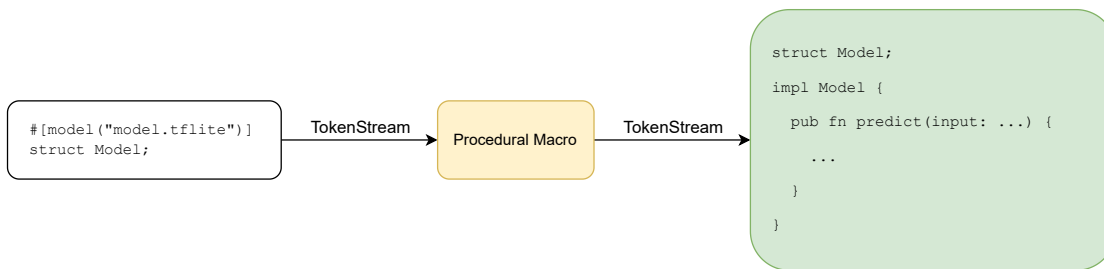 #[model("model.tflite")]
struct Model;
TokenStream
Procedural Macro
TokenStream
struct Model;
impl Model {
pub fn predict(input: ...) {
...
}
}